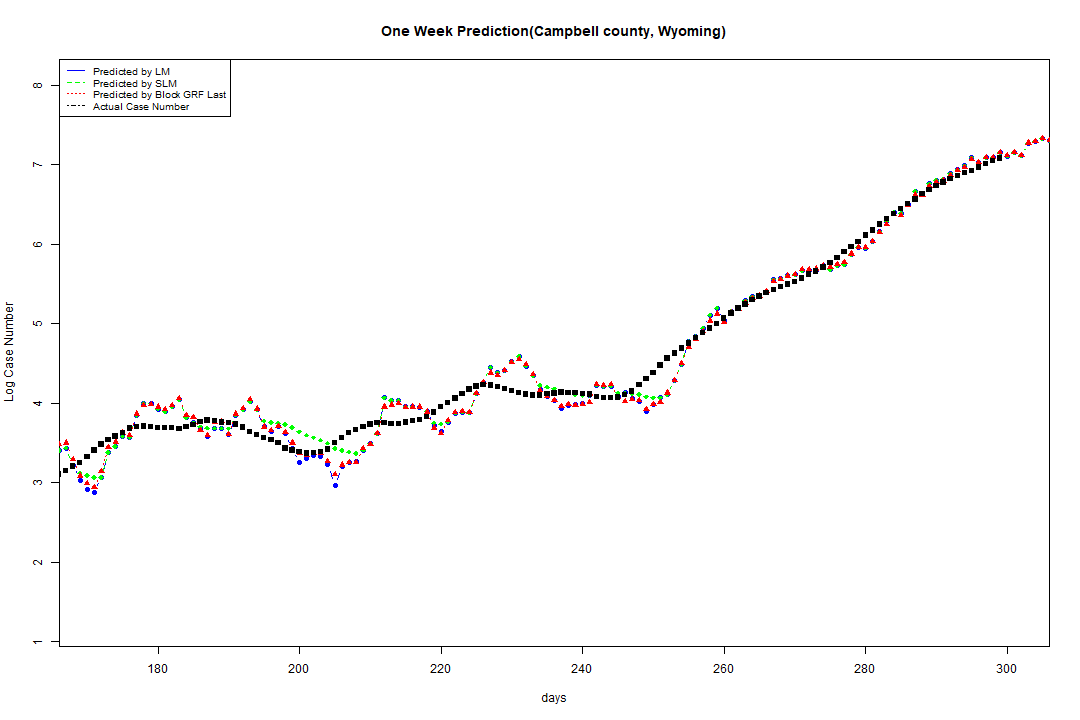 One Week Prediction(Campbell county, Wyoming)
Predicted by LM
Predicted by SLM
Predicted by Block GRF Last
Actual Case Number
8
7
6
5
4
3
2
1
Log Case Number
180 200 220 240 260 280 300
days